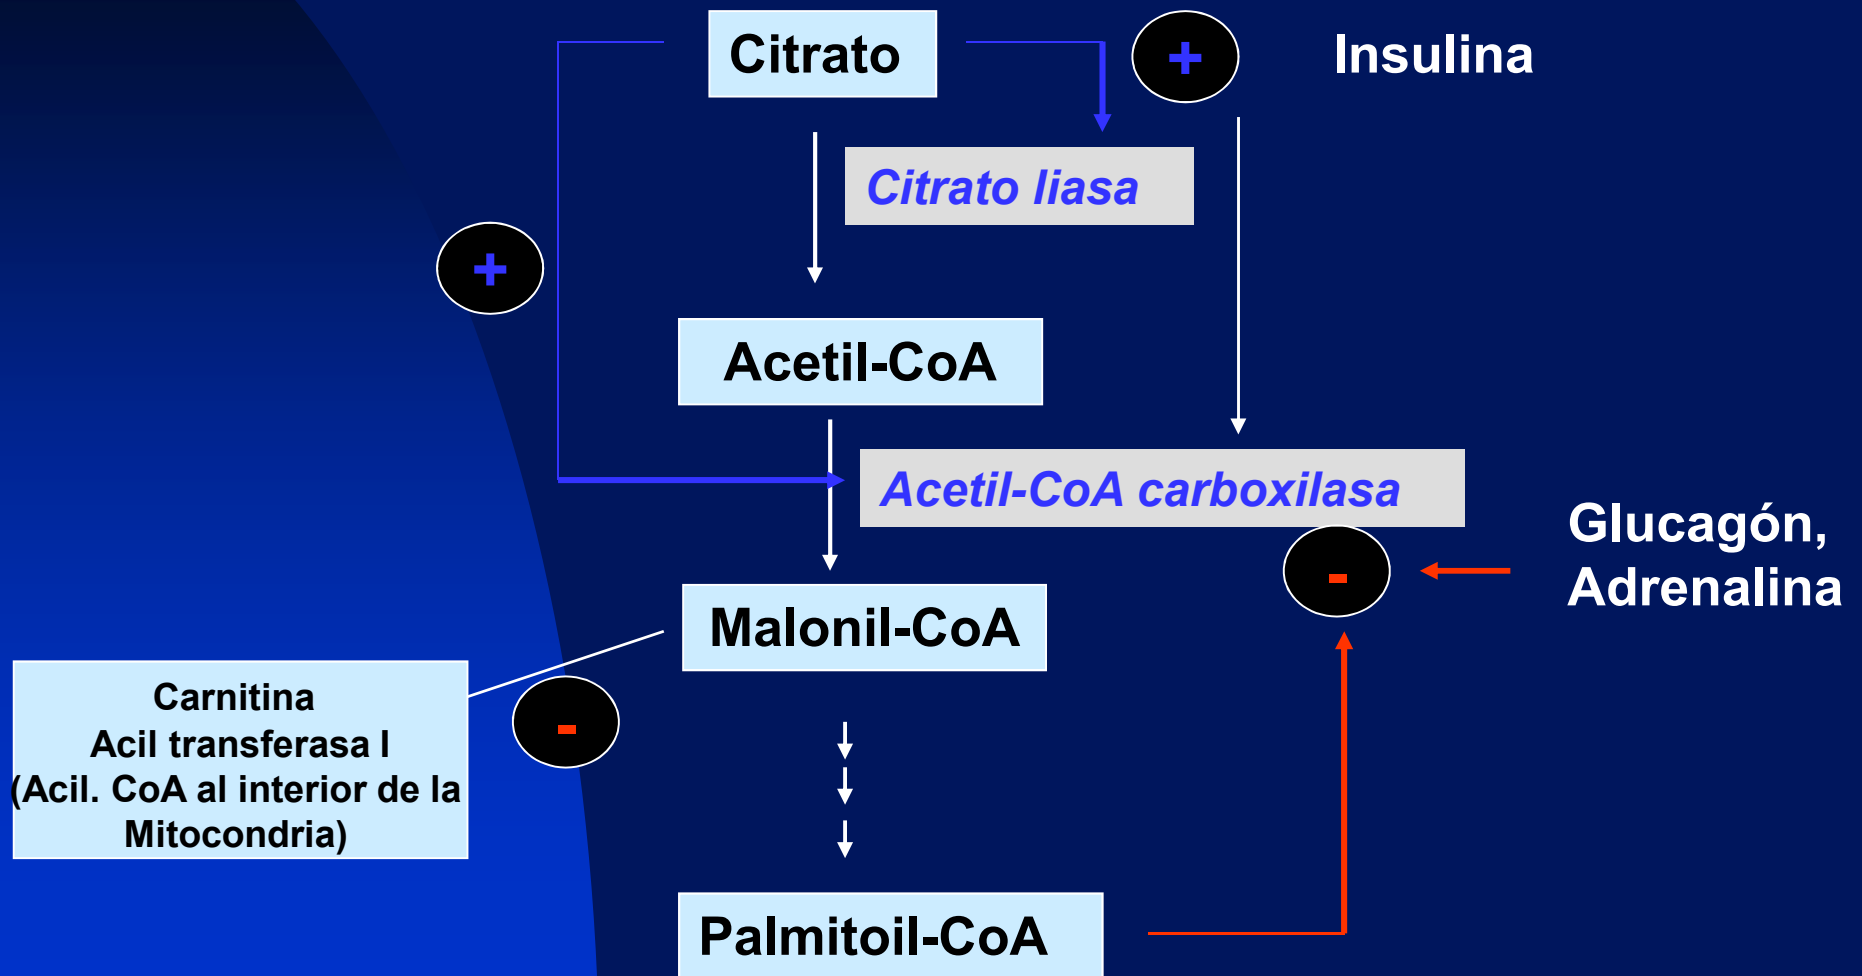 Citrato
+
Insulina
Citrato liasa
+
Acetil-CoA
Acetil-CoA carboxilasa
Glucagón,
Adrenalina
-
Malonil-CoA
Carnitina
Acil transferasa I
(Acil. CoA al interior de la
Mitocondria)
-
Palmitoil-CoA